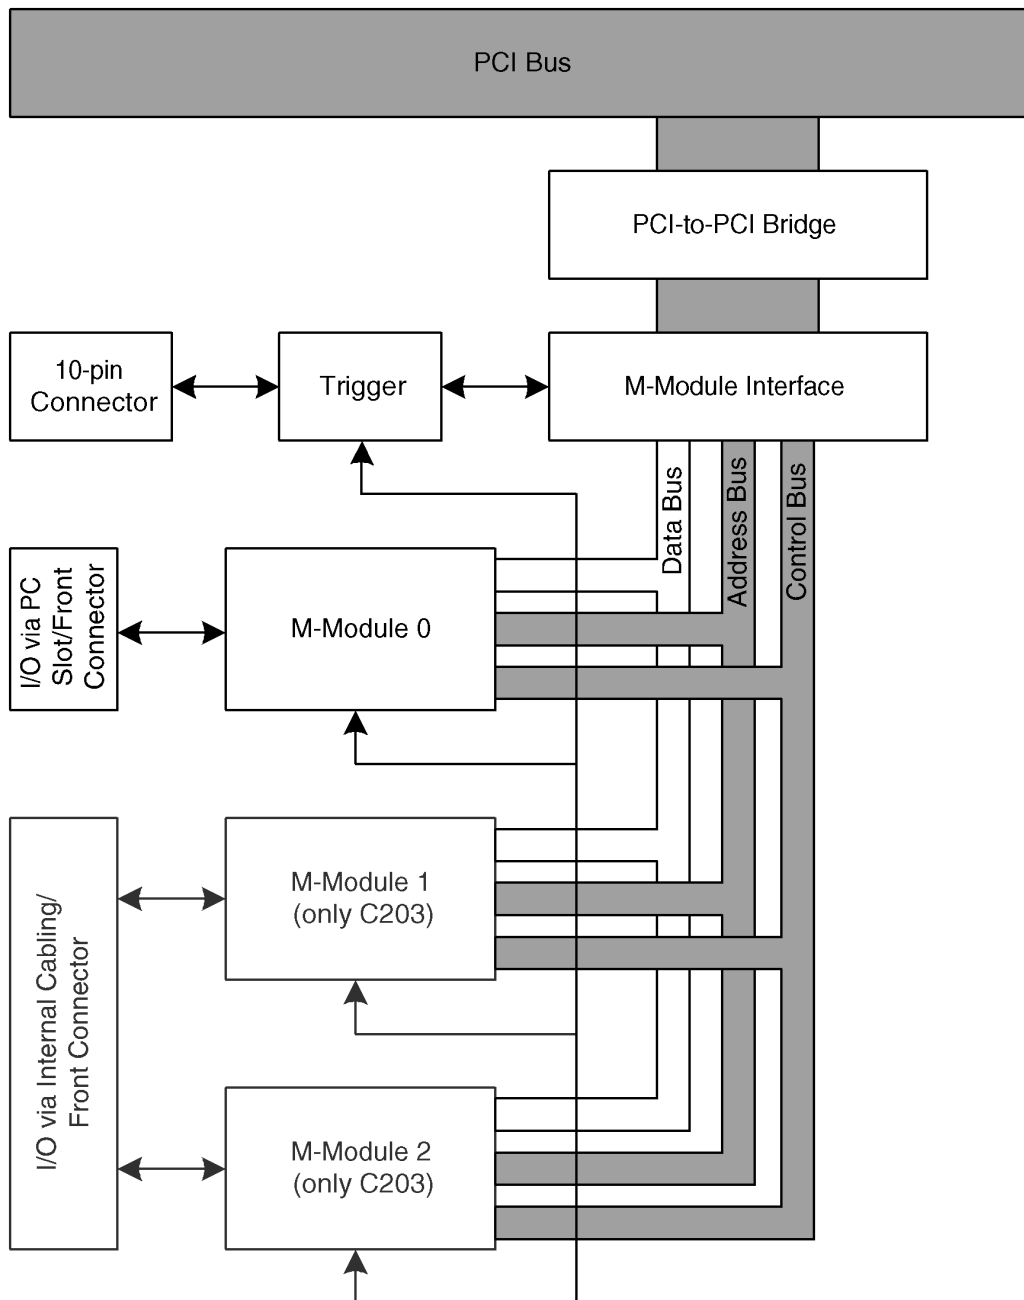 PCI Bus
PCI-to-PCI Bridge
10-pin
Connector
Trigger
M-Module Interface
Data Bus
Address Bus
Control Bus
I/O via PC
Slot/Front
Connector
M-Module 0
M-Module 1
(only C203)
I/O via Internal Cabling/
Front Connector
M-Module 2
(only C203)